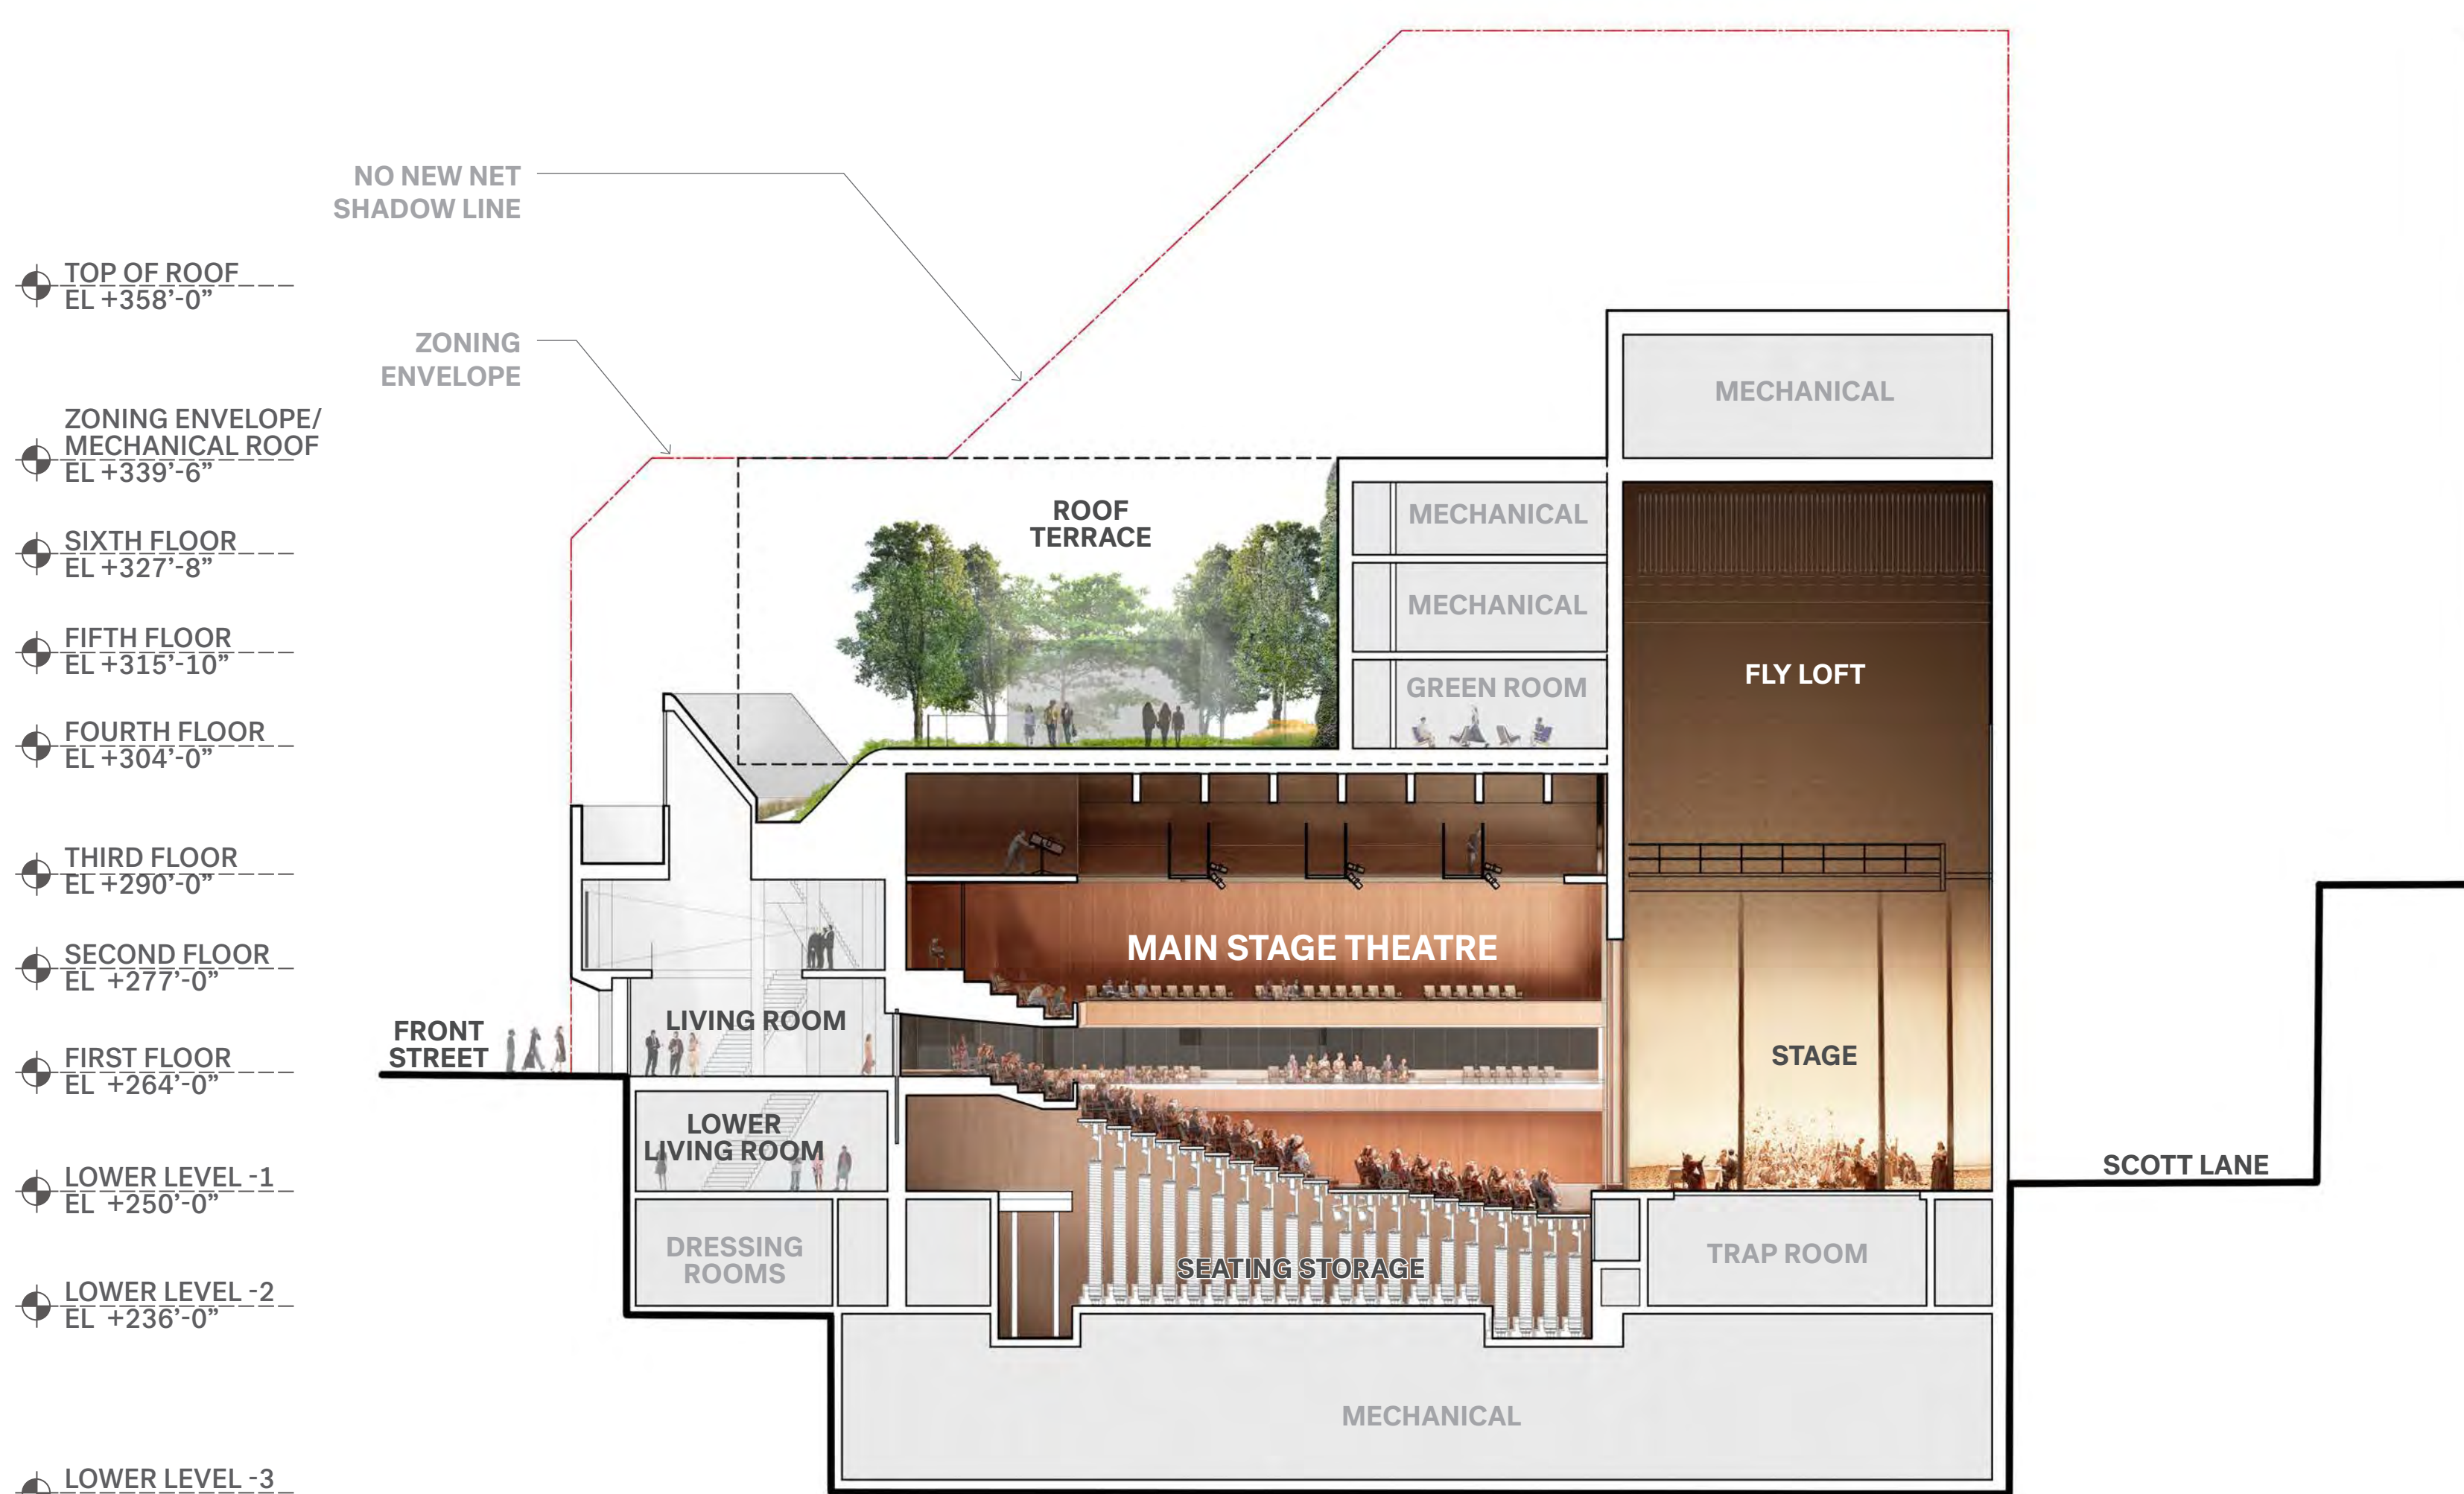 NO NEW NET
SHADOW LINE
TOP OF ROOF
EL +358’-0”
ZONING
ENVELOPE
ZONING ENVELOPE/
MECHANICAL ROOF
EL +339’-6”
SIXTH FLOOR
EL +327’-8”
FIFTH FLOOR
EL +315’-10”
FOURTH FLOOR
EL +304’-0”
THIRD FLOOR
EL +290’-0”
SECOND FLOOR
EL +277’-0”
FIRST FLOOR
EL +264’-0”
LOWER LEVEL -1
EL +250’-0”
LOWER LEVEL -2
EL +236’-0”
LOWER LEVEL -3
FRONT
STREET
ROOF
TERRACE
MECHANICAL
MECHANICAL
MECHANICAL
GREEN ROOM
FLY LOFT
MAIN STAGE THEATRE
LIVING ROOM
STAGE
LOWER
LIVING ROOM
SCOTT LANE
DRESSING
ROOMS
SEATING STORAGE
TRAP ROOM
MECHANICAL